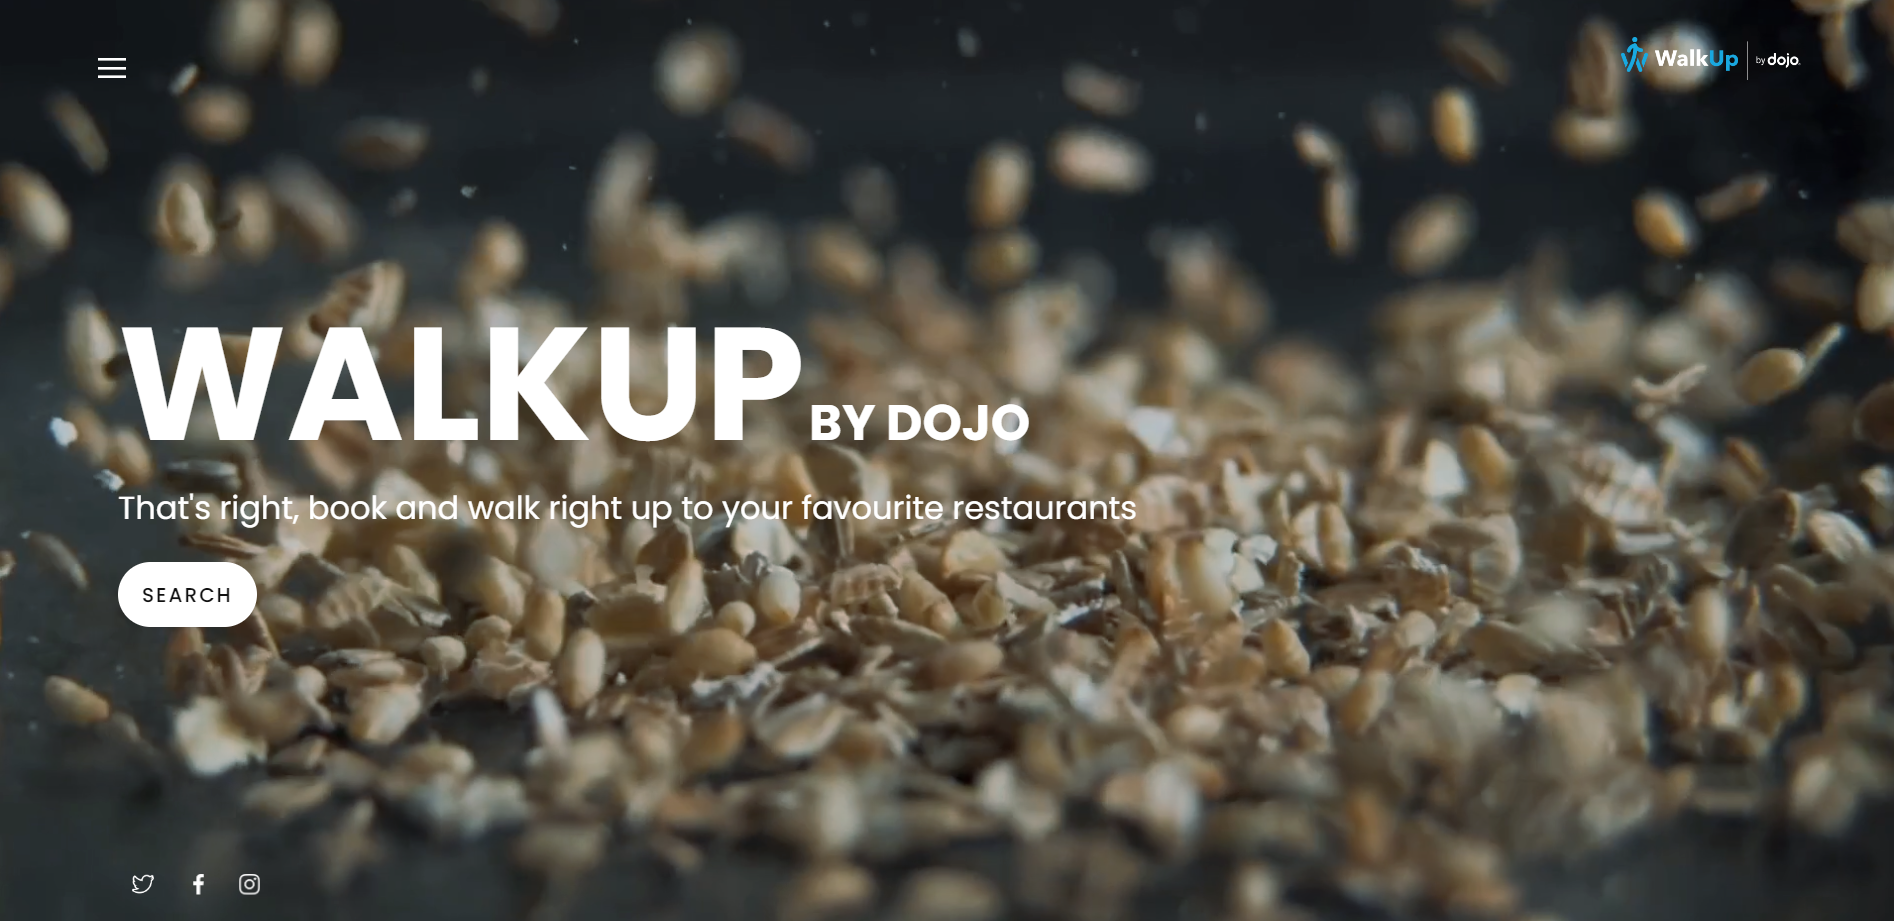 WalkUp by dojo
WALKUP BY DOJO
That's right, book and walk right up to your favourite restaurants
SEARCH